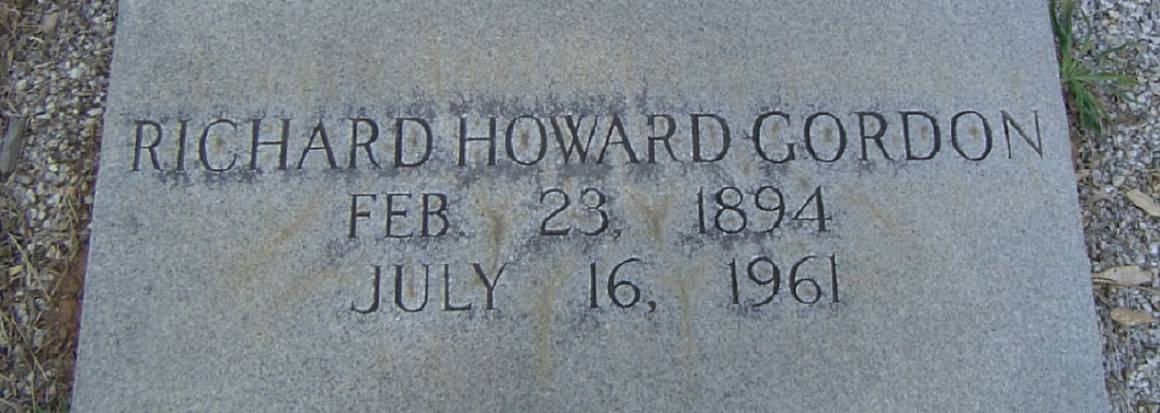 RICHARD HOWARD GORDON
FEB. 23, 1894
JULY 16, 1961